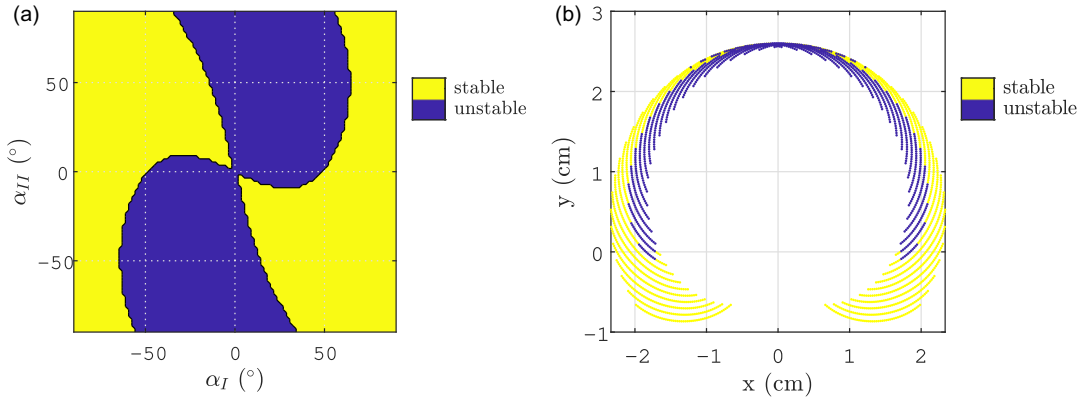 (a)
50
0
−50
α_II (°)
−50
0
50
α_I (°)
stable
unstable
(b)
3
2
1
0
−1
y (cm)
−2
−1
0
1
2
x (cm)
stable
unstable